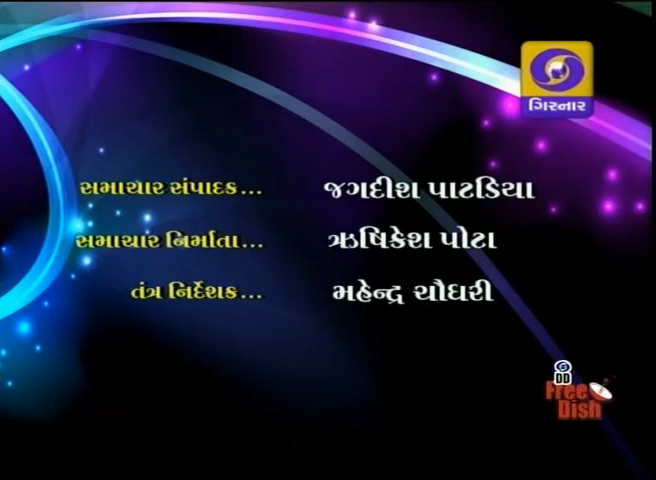 ગિરનાર
સમાચાર સંપાદક... જગદીશ પાટડિયા
સમાચાર નિર્માતા... ઋષિકેશ પોટા
તંત્ર નિર્દેશક... મહેન્દ્ર ચૌધરી
DD
Free
Dish